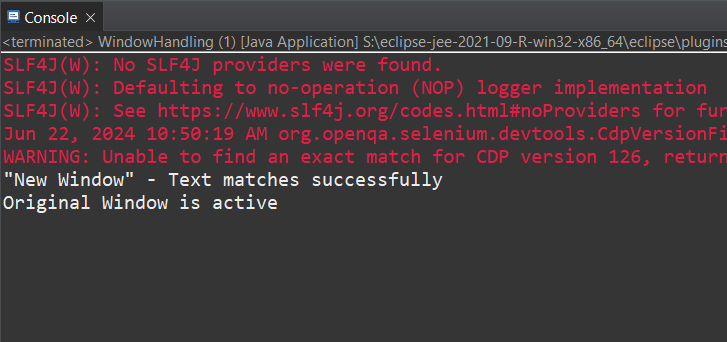 Console
<terminated> WindowHandling (1) [Java Application] S:\eclipse-jee-2021-09-R-win32-x86_64\eclipse\plugins
SLF4J(W): No SLF4J providers were found.
SLF4J(W): Defaulting to no-operation (NOP) logger implementation
SLF4J(W): See https://www.slf4j.org/codes.html#noProviders for fur
Jun 22, 2024 10:50:19 AM org.openqa.selenium.devtools.CdpVersionFi
WARNING: Unable to find an exact match for CDP version 126, return
"New Window" - Text matches successfully
Original Window is active